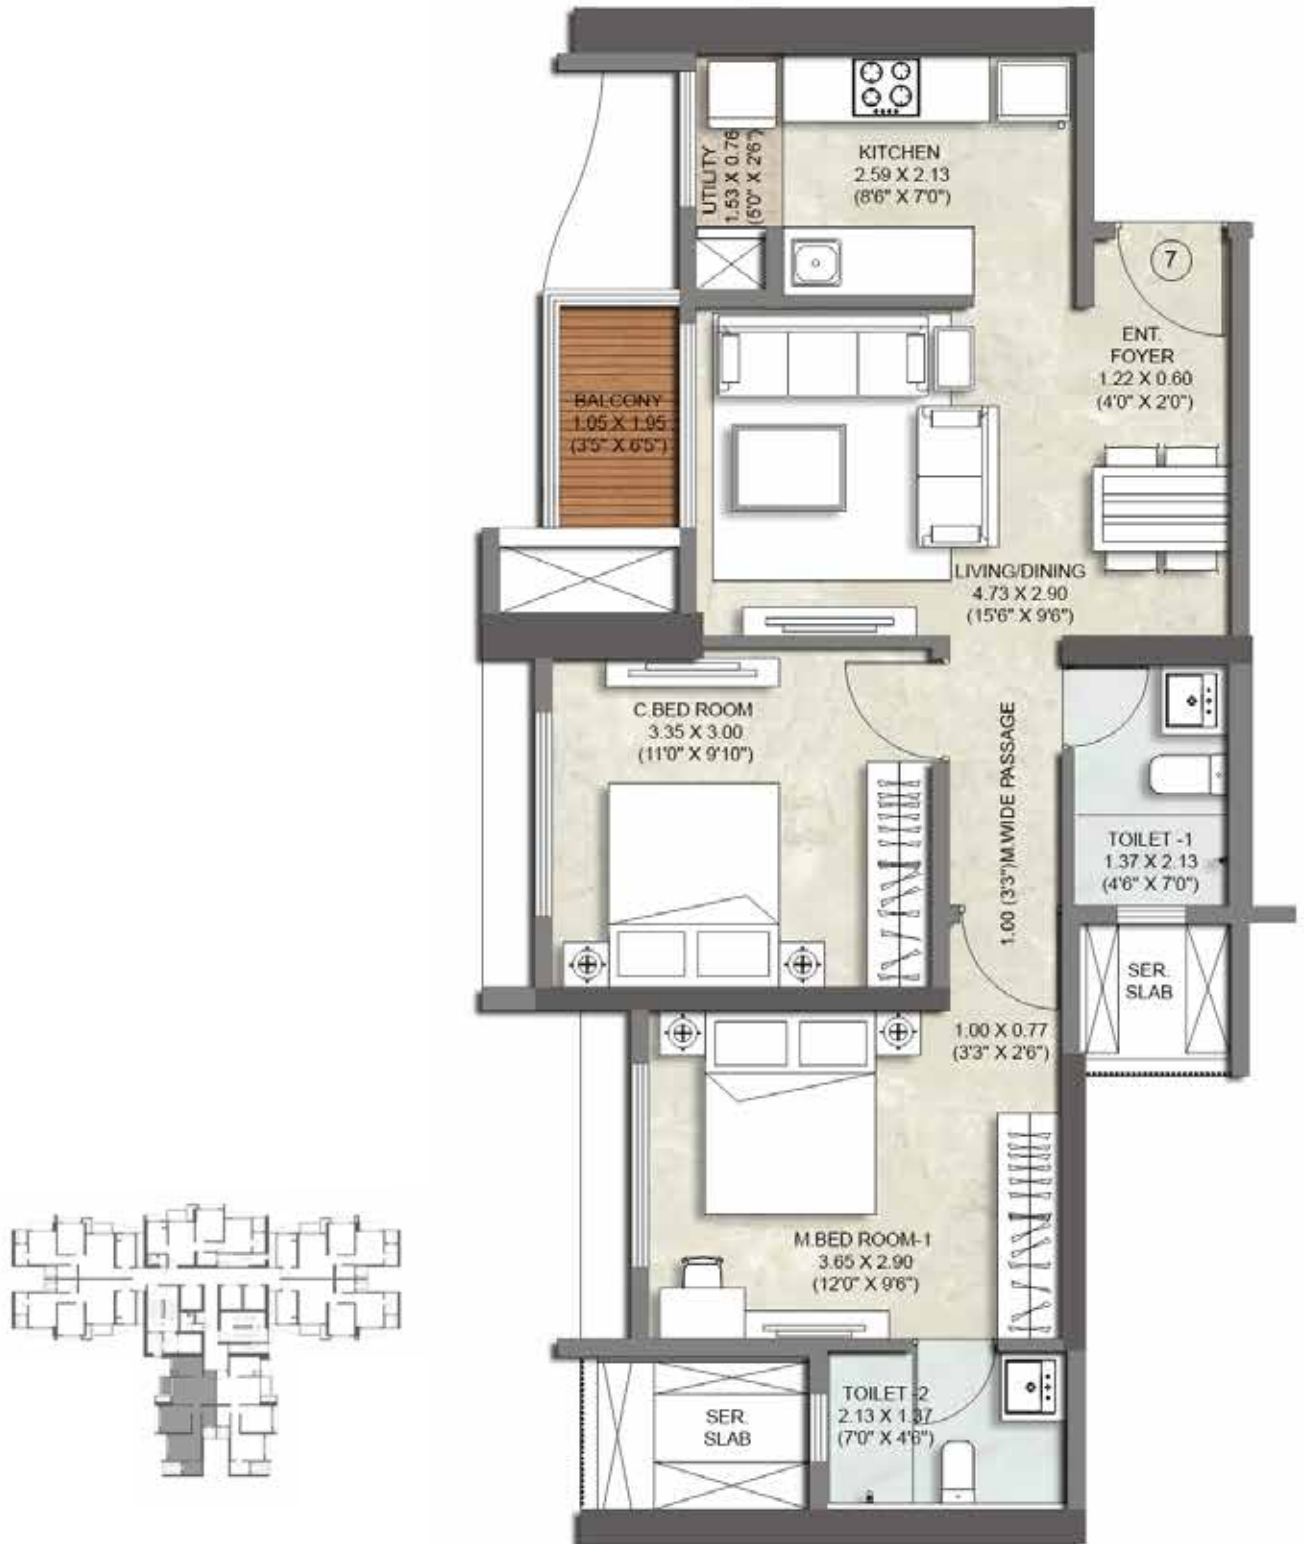 KITCHEN
2.59 X 2.13
(8'6" X 7'0")
UTILITY
1.53 X 0.76
(5'0" X 2'6")
7
ENT.
FOYER
1.22 X 0.60
(4'0" X 2'0")
BALCONY
1.05 X 1.95
(3'5" X 6'5")
LIVING/DINING
4.73 X 2.90
(15'6" X 9'6")
C.BED ROOM
3.35 X 3.00
(11'0" X 9'10")
1.00 (3'3")M.WIDE PASSAGE
TOILET -1
1.37 X 2.13
(4'6" X 7'0")
SER.
SLAB
1.00 X 0.77
(3'3" X 2'6")
M.BED ROOM-1
3.65 X 2.90
(12'0" X 9'6")
TOILET -2
2.13 X 1.37
(7'0" X 4'6")
SER.
SLAB